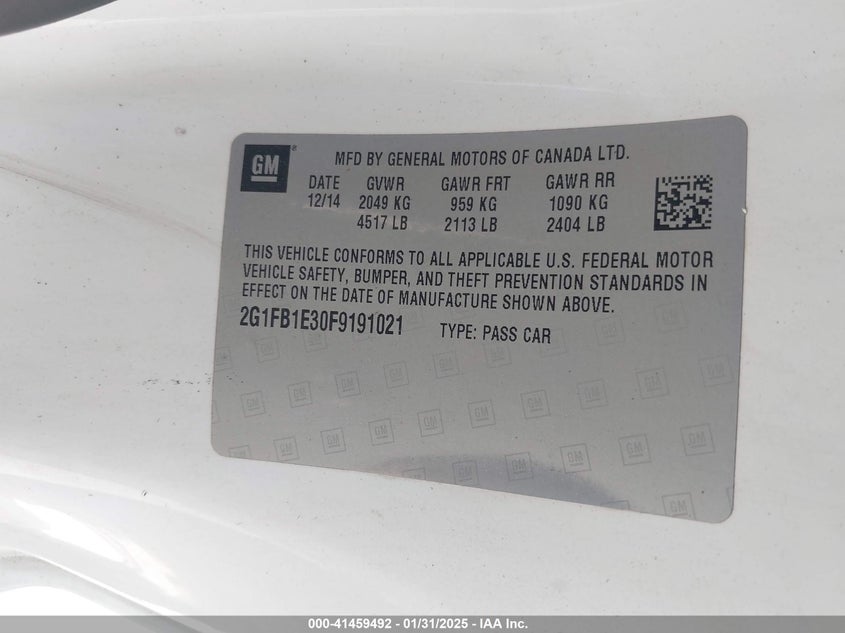 GM ® MFD BY GENERAL MOTORS OF CANADA LTD.
DATE GVWR GAWR FRT GAWR RR
12/14 2049 KG 959 KG 1090 KG
4517 LB 2113 LB 2404 LB
THIS VEHICLE CONFORMS TO ALL APPLICABLE U.S. FEDERAL MOTOR
VEHICLE SAFETY, BUMPER, AND THEFT PREVENTION STANDARDS IN
EFFECT ON THE DATE OF MANUFACTURE SHOWN ABOVE.
2G1FB1E30F9191021 TYPE: PASS CAR
000-41459492 - 01/31/2025 - IAA Inc.